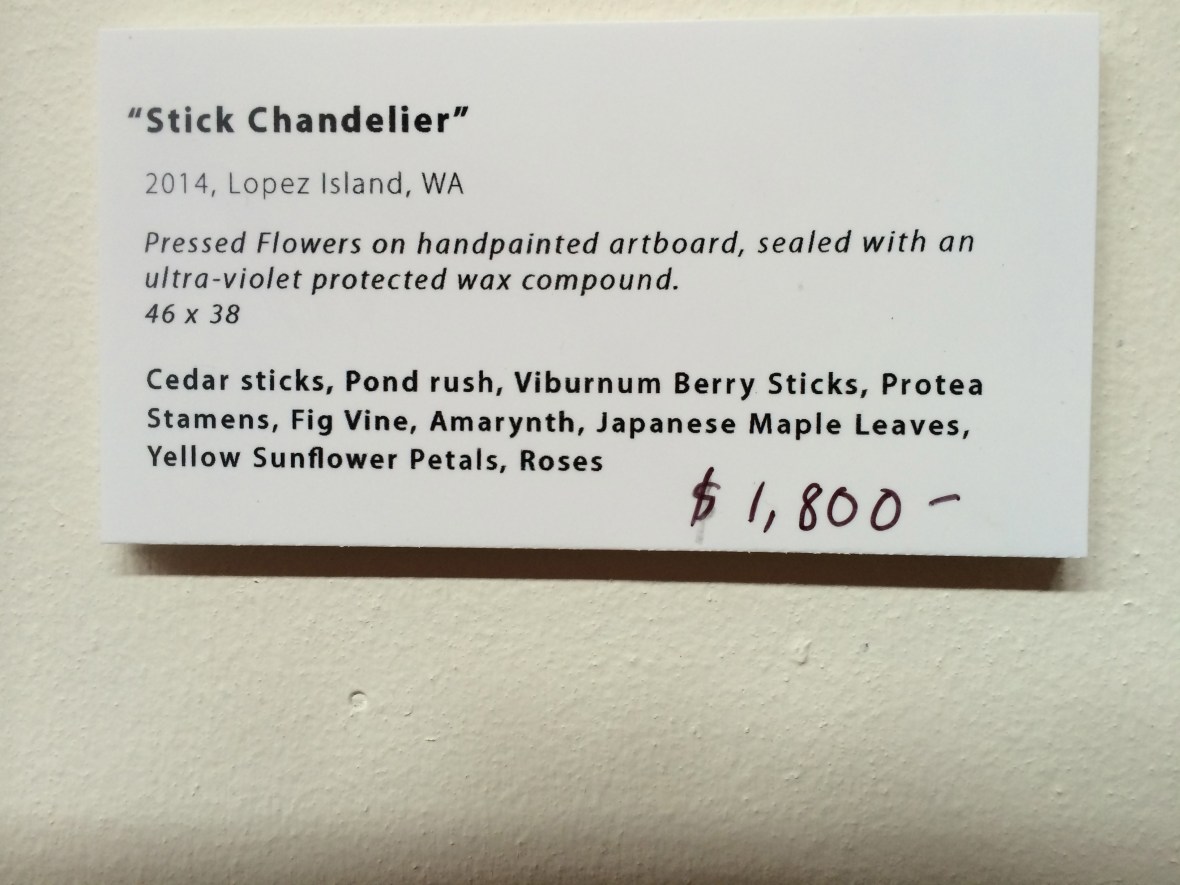 “Stick Chandelier”
2014, Lopez Island, WA
Pressed Flowers on handpainted artboard, sealed with an
ultra-violet protected wax compound.
46 x 38
Cedar sticks, Pond rush, Viburnum Berry Sticks, Protea
Stamens, Fig Vine, Amarynth, Japanese Maple Leaves,
Yellow Sunflower Petals, Roses
$ 1,800 -